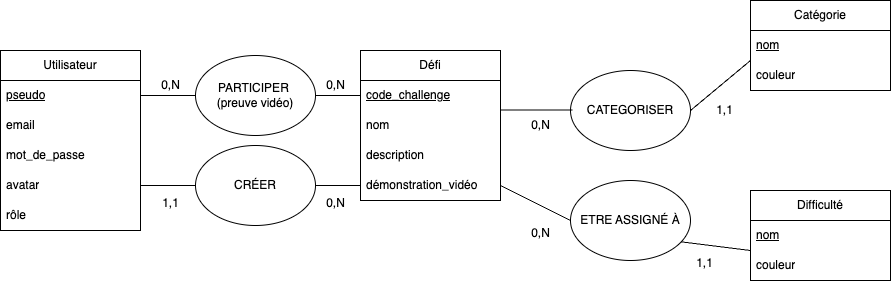 Utilisateur
pseudo
email
mot_de_passe
avatar
rôle
0,N
PARTICIPER
(preuve vidéo)
0,N
1,1
CRÉER
0,N
Défi
code_challenge
nom
description
démonstration_vidéo
0,N
CATEGORISER
1,1
Catégorie
nom
couleur
0,N
ETRE ASSIGNÉ À
1,1
Difficulté
nom
couleur